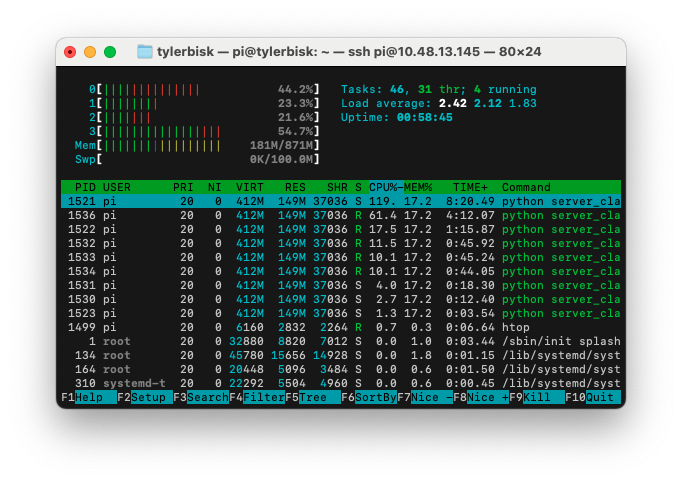 tylerbisk — pi@tylerbisk: ~ — ssh pi@10.48.13.145 — 80×24
0[||||||||||||||||| 44.2%] Tasks: 46, 31 thr; 4 running
1[||||||||| 23.3%] Load average: 2.42 2.12 1.83
2[|||||||| 21.6%] Uptime: 00:58:45
3[||||||||||||||||||||| 54.7%]
Mem[||||||||||||||||||||| 181M/871M]
Swp[ 0K/100.0M]
PID USER PRI NI VIRT RES SHR S CPU%-MEM% TIME+ Command
1521 pi 20 0 412M 149M 37036 S 119. 17.2 8:20.49 python server_cla
1536 pi 20 0 412M 149M 37036 R 61.4 17.2 4:12.07 python server_cla
1522 pi 20 0 412M 149M 37036 R 17.5 17.2 1:15.87 python server_cla
1532 pi 20 0 412M 149M 37036 R 11.5 17.2 0:45.92 python server_cla
1533 pi 20 0 412M 149M 37036 R 10.1 17.2 0:45.24 python server_cla
1534 pi 20 0 412M 149M 37036 R 10.1 17.2 0:44.05 python server_cla
1531 pi 20 0 412M 149M 37036 S 4.0 17.2 0:18.30 python server_cla
1530 pi 20 0 412M 149M 37036 S 2.7 17.2 0:12.40 python server_cla
1523 pi 20 0 412M 149M 37036 S 1.3 17.2 0:03.54 python server_cla
1499 pi 20 0 6160 2832 2264 R 0.7 0.3 0:06.64 htop
1 root 20 0 32880 8820 7012 S 0.0 1.0 0:03.44 /sbin/init splash
134 root 20 0 45780 15656 14928 S 0.0 1.8 0:01.15 /lib/systemd/syst
164 root 20 0 20448 5096 3484 S 0.0 0.6 0:01.50 /lib/systemd/syst
310 systemd-t 20 0 22292 5504 4960 S 0.0 0.6 0:00.45 /lib/systemd/syst
F1Help F2Setup F3SearchF4FilterF5Tree F6SortByF7Nice -F8Nice +F9Kill F10Quit